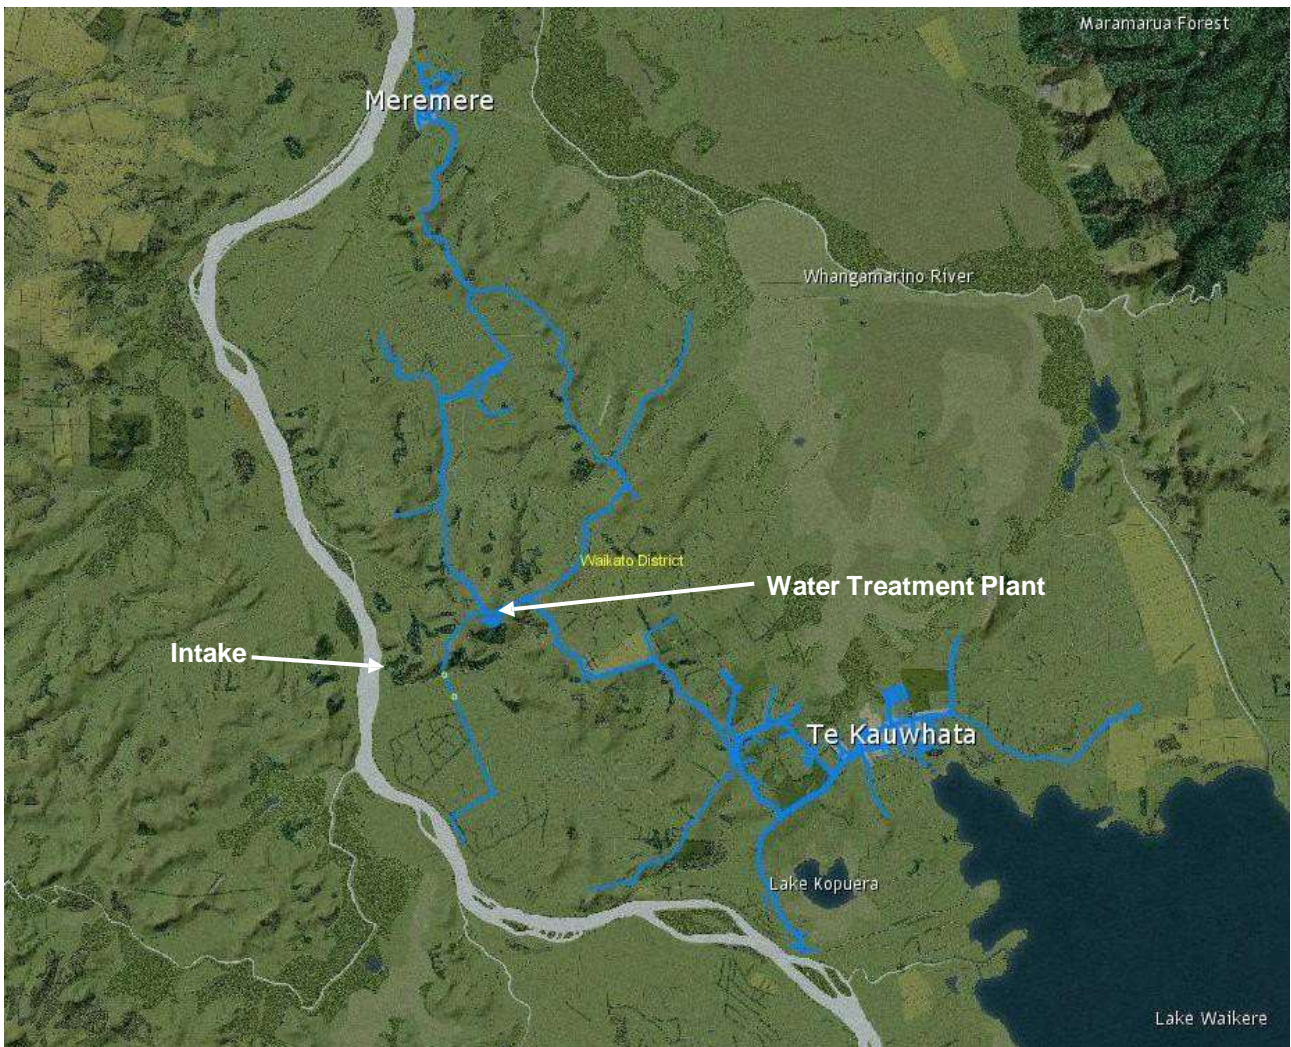 Maramarua Forest
Meremere
Whangamarino River
Waikato District
Water Treatment Plant
Intake
Te Kauwhata
Lake Kopuera
Lake Waikere